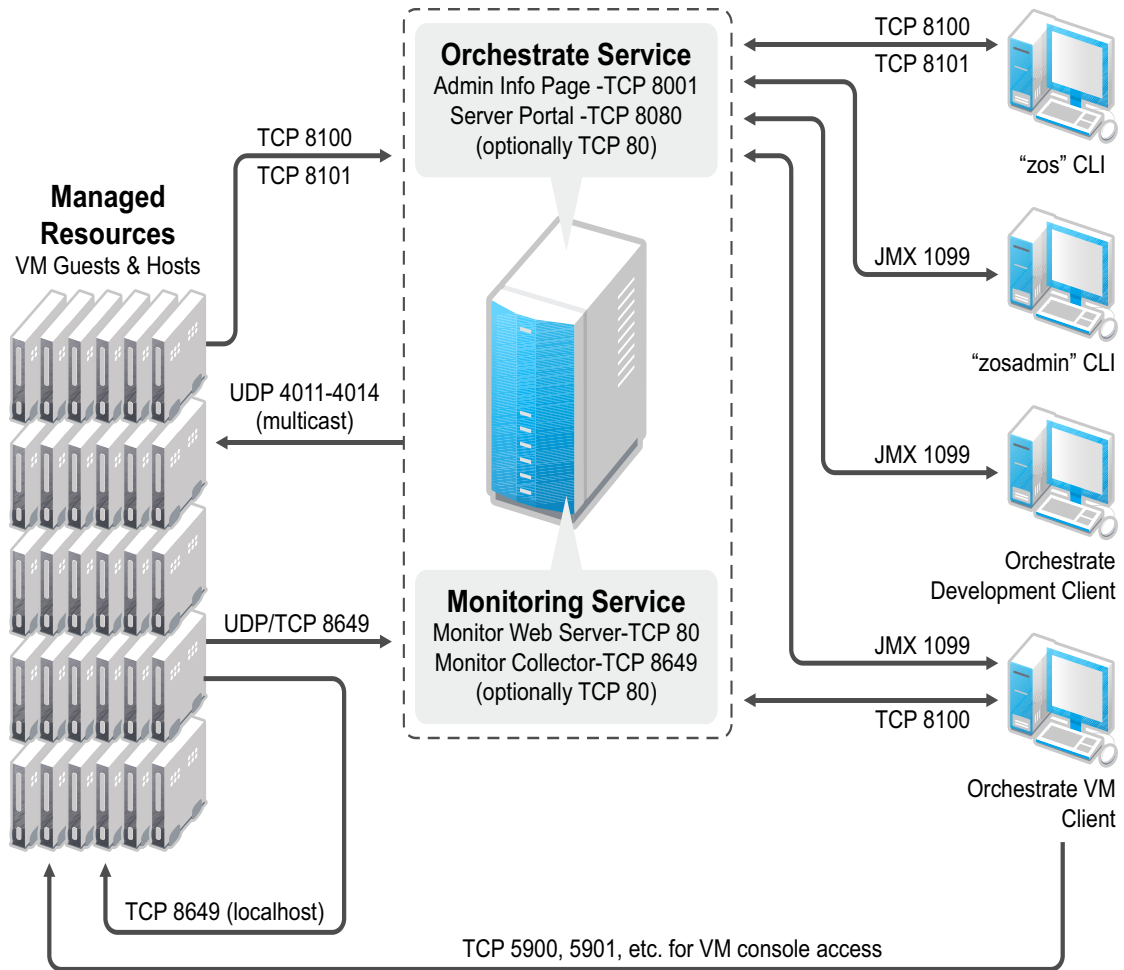 Orchestrate Service
Admin Info Page -TCP 8001
Server Portal -TCP 8080
(optionally TCP 80)
TCP 8100
TCP 8101
"zos" CLI
TCP 8100
TCP 8101
Managed
Resources
VM Guests & Hosts
JMX 1099
"zosadmin" CLI
UDP 4011-4014
(multicast)
JMX 1099
Orchestrate
Development Client
Monitoring Service
Monitor Web Server-TCP 80
Monitor Collector-TCP 8649
(optionally TCP 80)
UDP/TCP 8649
JMX 1099
TCP 8100
Orchestrate VM
Client
TCP 8649 (localhost)
TCP 5900, 5901, etc. for VM console access